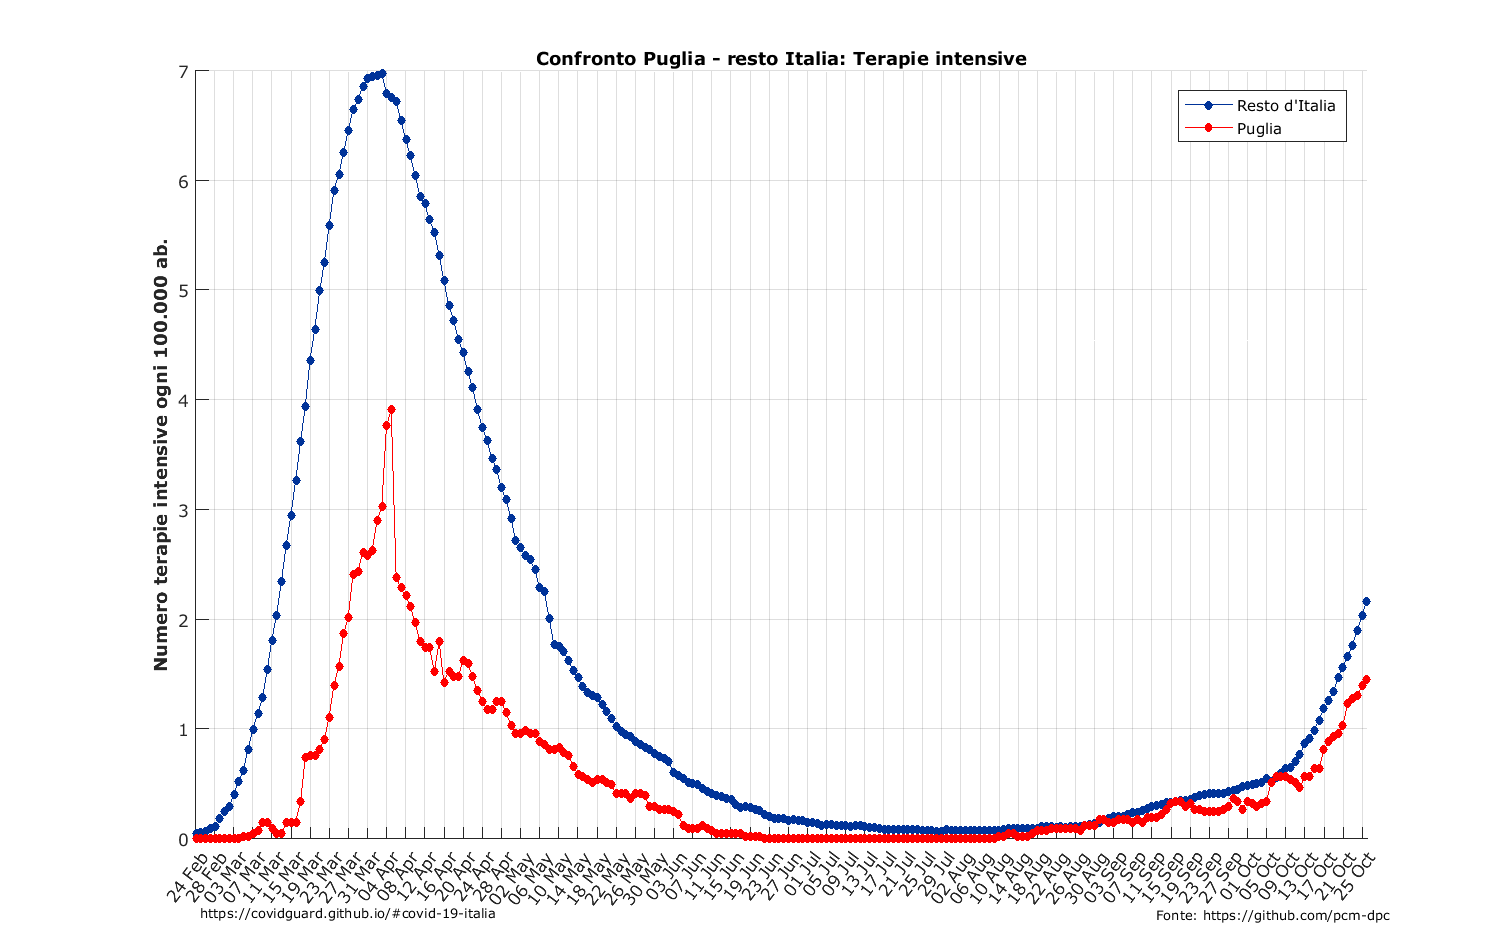 Confronto Puglia - resto Italia: Terapie intensive
Resto d'Italia
Puglia
Numero terapie intensive ogni 100.000 ab.
7
6
5
4
3
2
1
0
24 Feb
28 Feb
03 Mar
07 Mar
11 Mar
15 Mar
19 Mar
23 Mar
27 Mar
31 Mar
04 Apr
08 Apr
12 Apr
16 Apr
20 Apr
24 Apr
28 Apr
02 May
06 May
10 May
14 May
18 May
22 May
26 May
30 May
03 Jun
07 Jun
11 Jun
15 Jun
19 Jun
23 Jun
27 Jun
01 Jul
05 Jul
09 Jul
13 Jul
17 Jul
21 Jul
25 Jul
29 Jul
02 Aug
06 Aug
10 Aug
14 Aug
18 Aug
22 Aug
26 Aug
30 Aug
03 Sep
07 Sep
11 Sep
15 Sep
19 Sep
23 Sep
27 Sep
01 Oct
05 Oct
09 Oct
13 Oct
17 Oct
21 Oct
25 Oct
https://covidguard.github.io/#covid-19-italia
Fonte: https://github.com/pcm-dpc